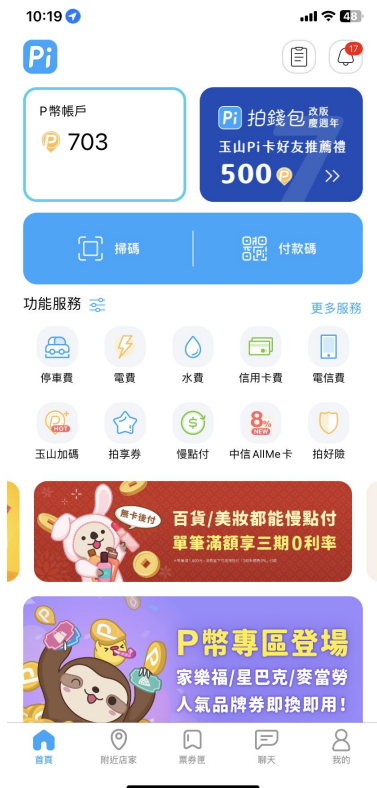 10:19
48
Pi
17
P幣帳戶
P 703
Pi 拍錢包 改版慶週年
玉山Pi卡好友推薦禮
500 P
掃碼
付款碼
功能服務
更多服務
停車費
電費
水費
信用卡費
電信費
HOT
8%
NEW
玉山加碼
拍享券
慢點付
中信AllMe卡
拍好險
無卡後付
百貨/美妝都能慢點付
單筆滿額享三期0利率
P幣專區登場
家樂福/星巴克/麥當勞
人氣品牌券即換即用!
首頁
附近店家
票券匣
聊天
我的